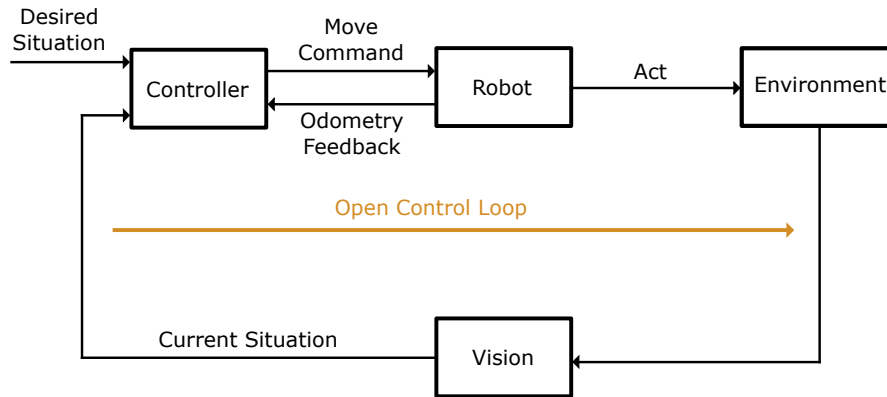 Desired
Situation
Controller
Move
Command
Odometry
Feedback
Robot
Act
Environment
Open Control Loop
Current Situation
Vision